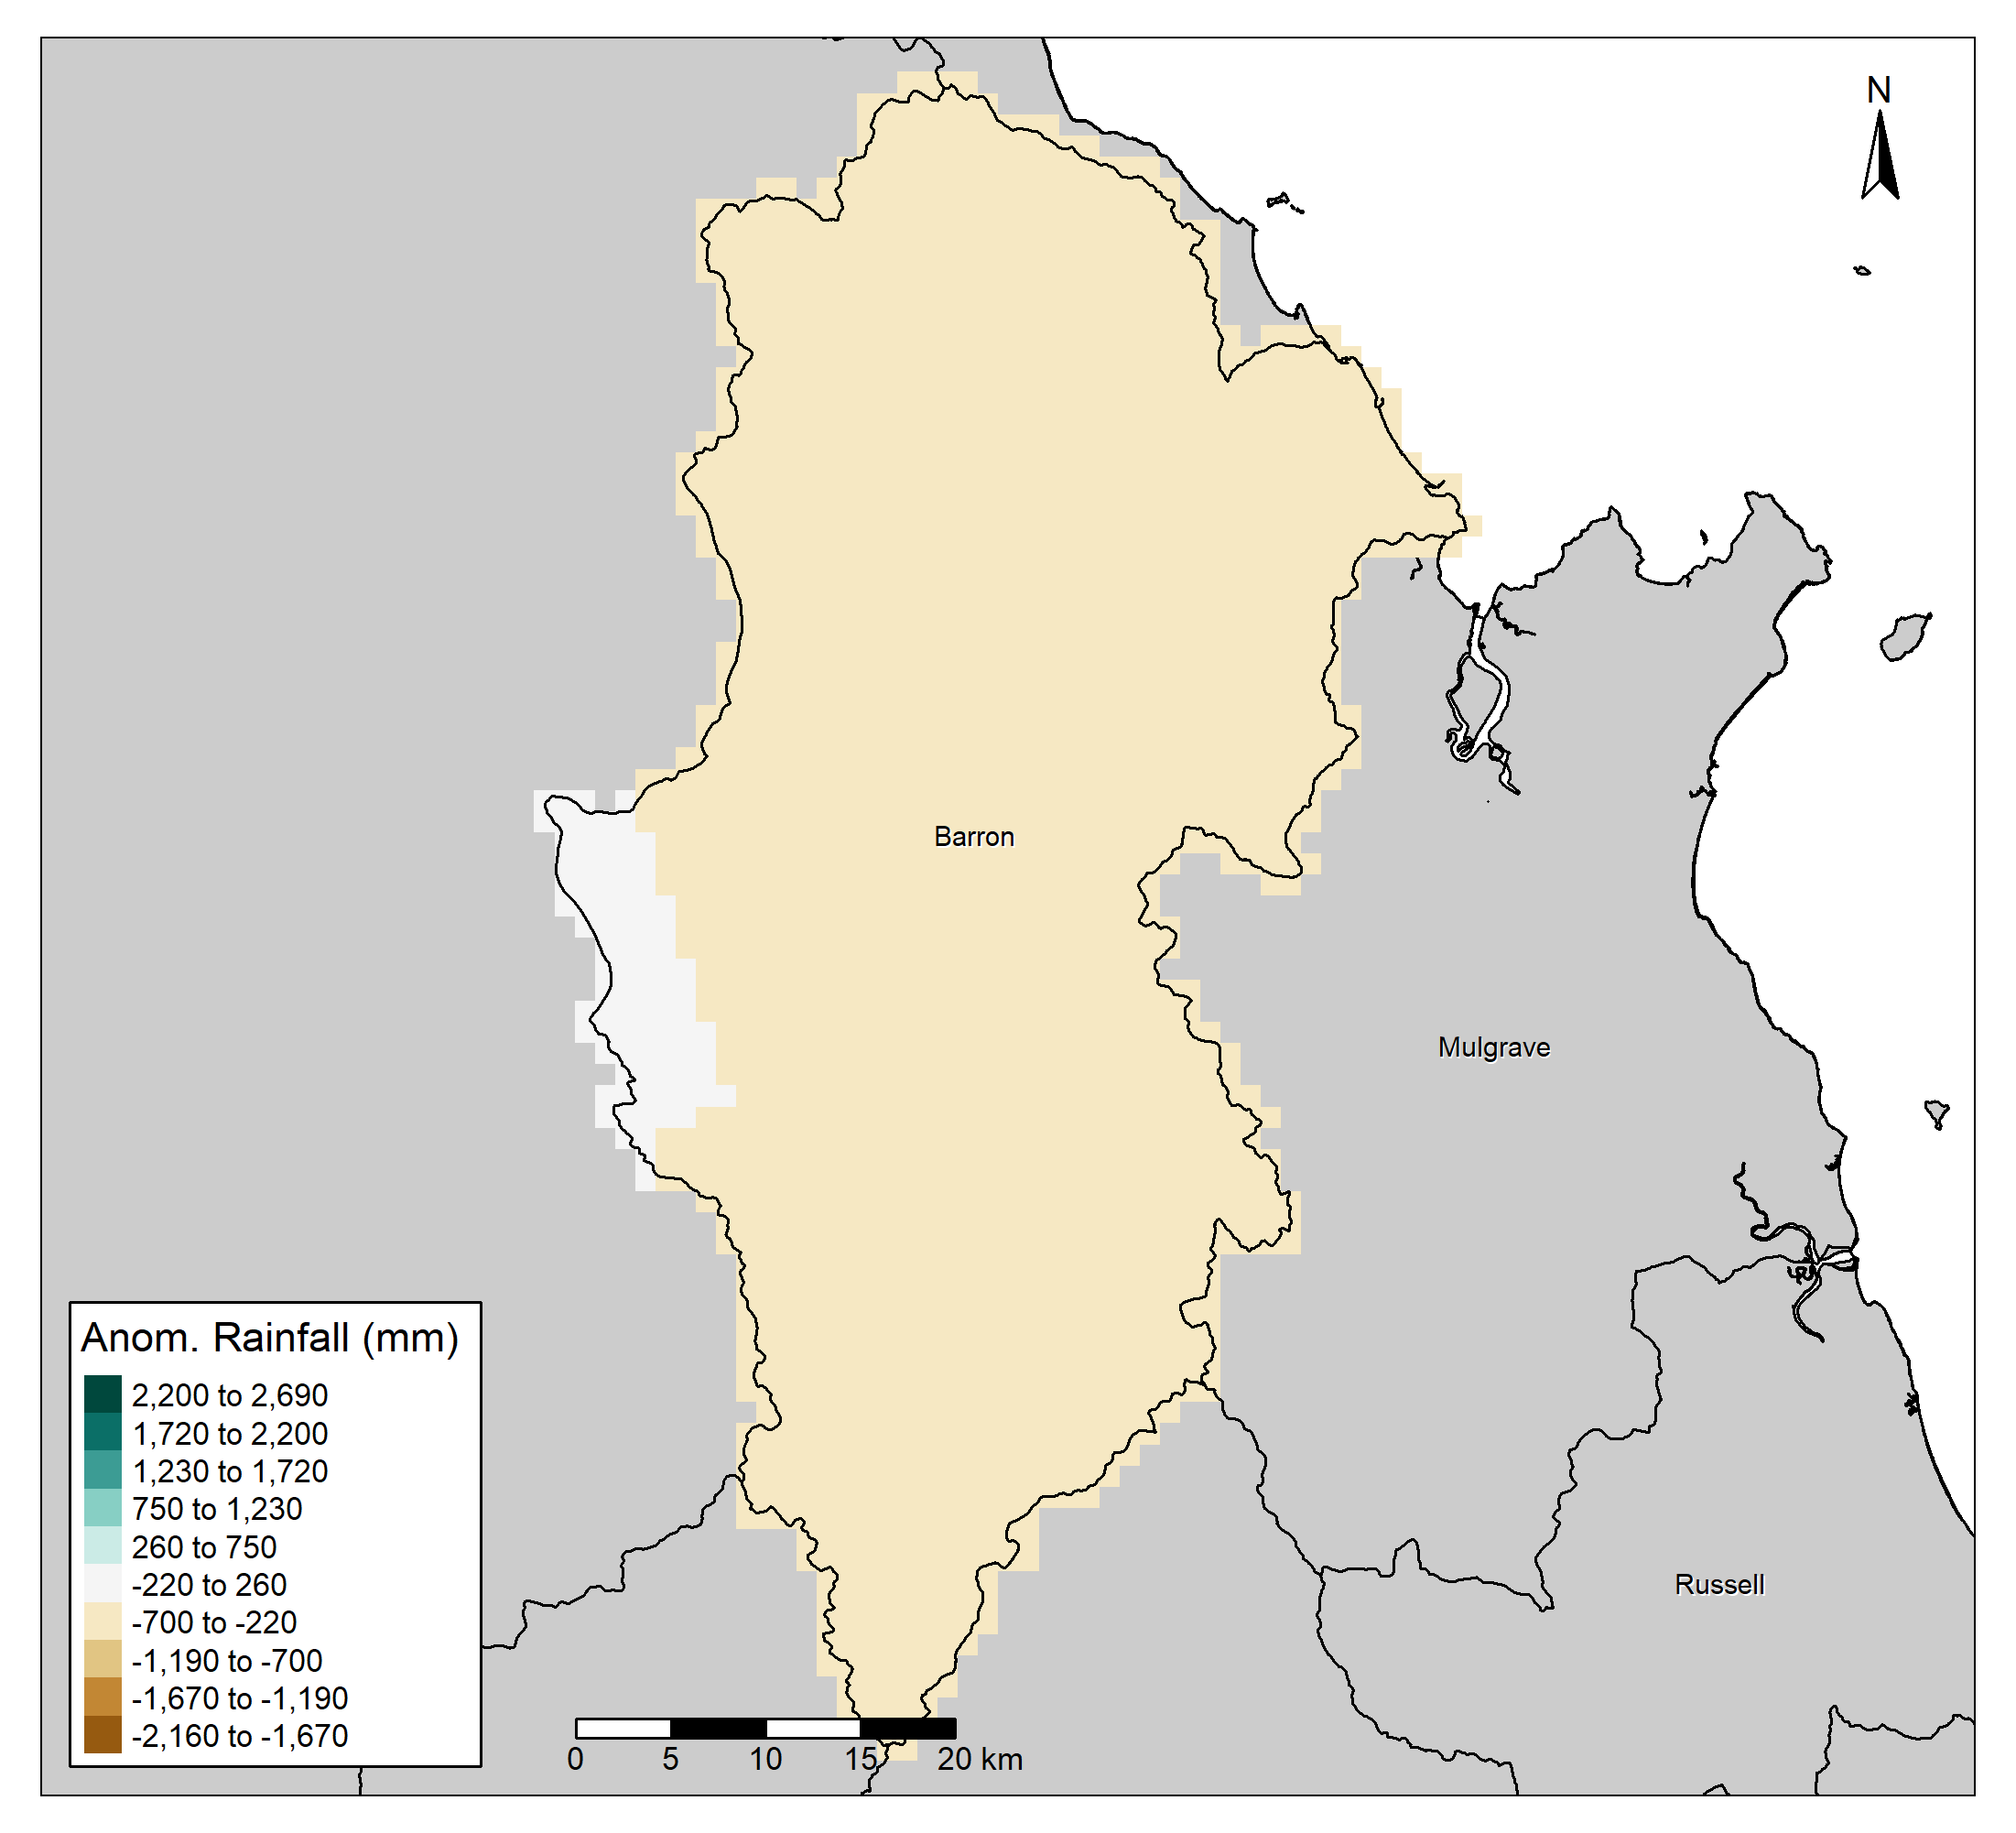 N
Barron
Mulgrave
Russell
Anom. Rainfall (mm)
2,200 to 2,690
1,720 to 2,200
1,230 to 1,720
750 to 1,230
260 to 750
-220 to 260
-700 to -220
-1,190 to -700
-1,670 to -1,190
-2,160 to -1,670
0 5 10 15 20 km